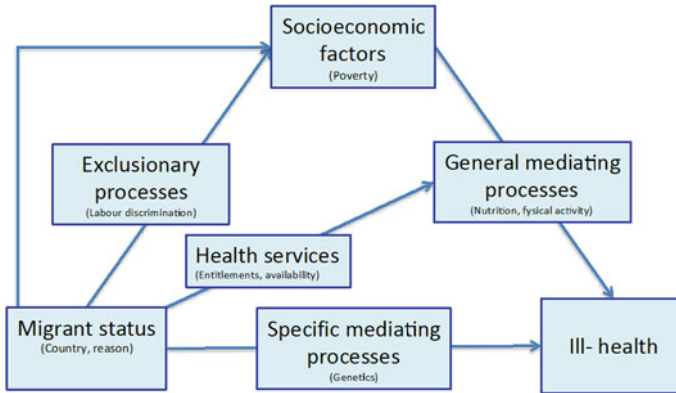 Socioeconomic
factors
(Poverty)
Exclusionary
processes
(Labour discrimination)
General mediating
processes
(Nutrition, fysical activity)
Health services
(Entitlements, availability)
Migrant status
(Country, reason)
Specific mediating
processes
(Genetics)
Ill- health